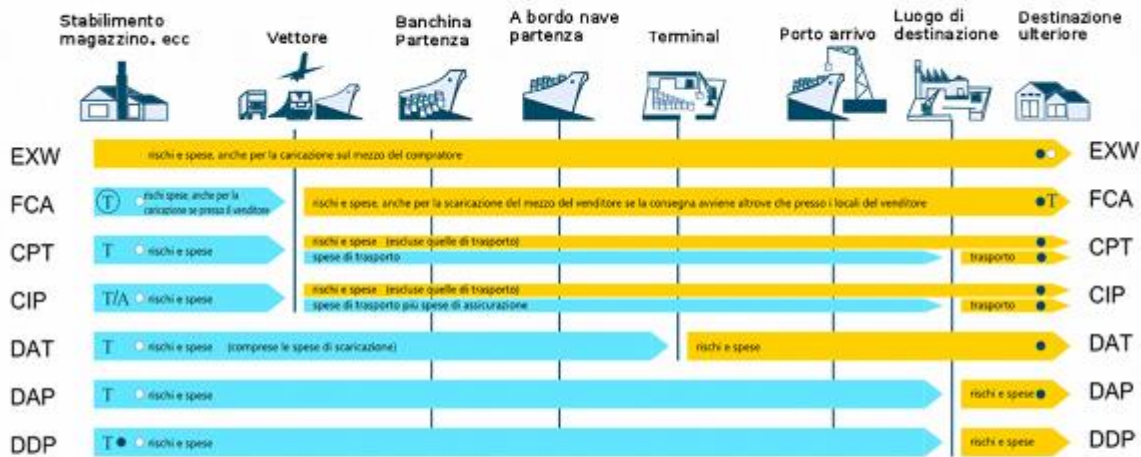 Stabilimento
magazzino. ecc
Vettore
Banchina
Partenza
A bordo nave
partenza
Terminal
Porto arrivo
Luogo di
destinazione
Destinazione
ulteriore
EXW
rischi e spese, anche per la caricazione sul mezzo del compratore
EXW
FCA
T
rischi spese, anche per la
caricazione se presso il venditore
rischi e spese, anche per la scaricazione del mezzo del venditore se la consegna avviene altrove che presso i locali del venditore
T
FCA
CPT
T
rischi e spese
rischi e spese (escluse quelle di trasporto)
spese di trasporto
trasporto
CPT
CIP
T/A
rischi e spese
rischi e spese (escluse quelle di trasporto)
spese di trasporto più spese di assicurazione
trasporto
CIP
DAT
T
rischi e spese (comprese le spese di scaricazione)
rischi e spese
DAT
DAP
T
rischi e spese
rischi e spese
DAP
DDP
T
rischi e spese
rischi e spese
DDP